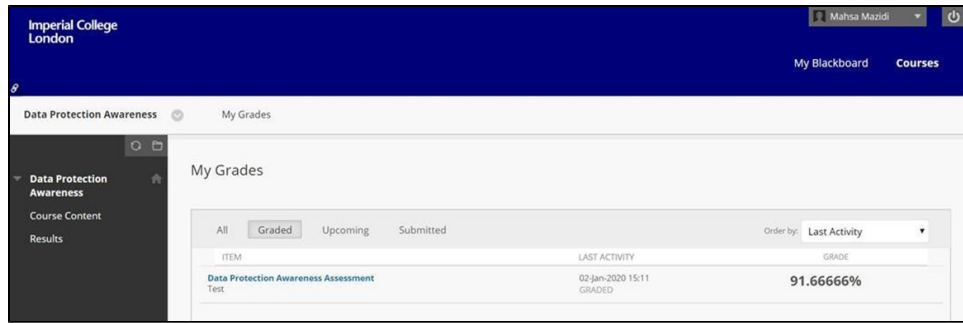 Imperial College
London
Mahsa Mazidi
My Blackboard Courses
Data Protection Awareness My Grades
Data Protection
Awareness
Course Content
Results
My Grades
All Graded Upcoming Submitted Order by: Last Activity
ITEM LAST ACTIVITY GRADE
Data Protection Awareness Assessment 02-Jan-2020 15:11 91.66666%
Test GRADED